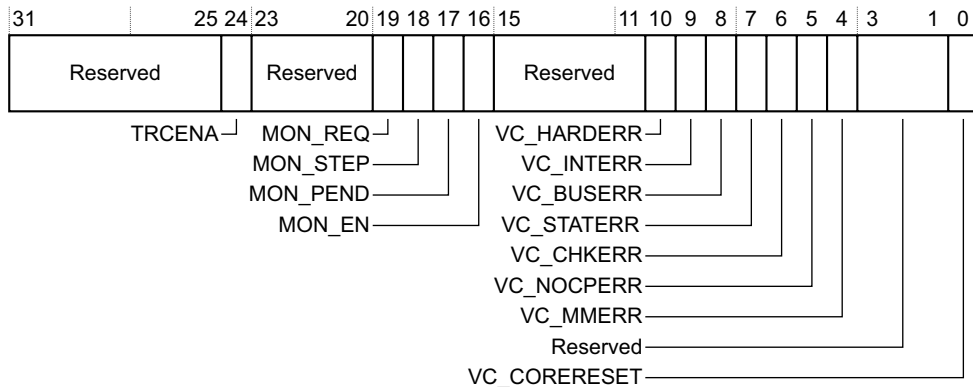 31 25 24 23 20 19 18 17 16 15 11 10 9 8 7 6 5 4 3 1 0
Reserved Reserved Reserved
TRCENA MON_REQ VC_HARDERR
MON_STEP VC_INTERR
MON_PEND VC_BUSERR
MON_EN VC_STATERR
VC_CHKERR
VC_NOCPERR
VC_MMERR
Reserved
VC_CORERESET